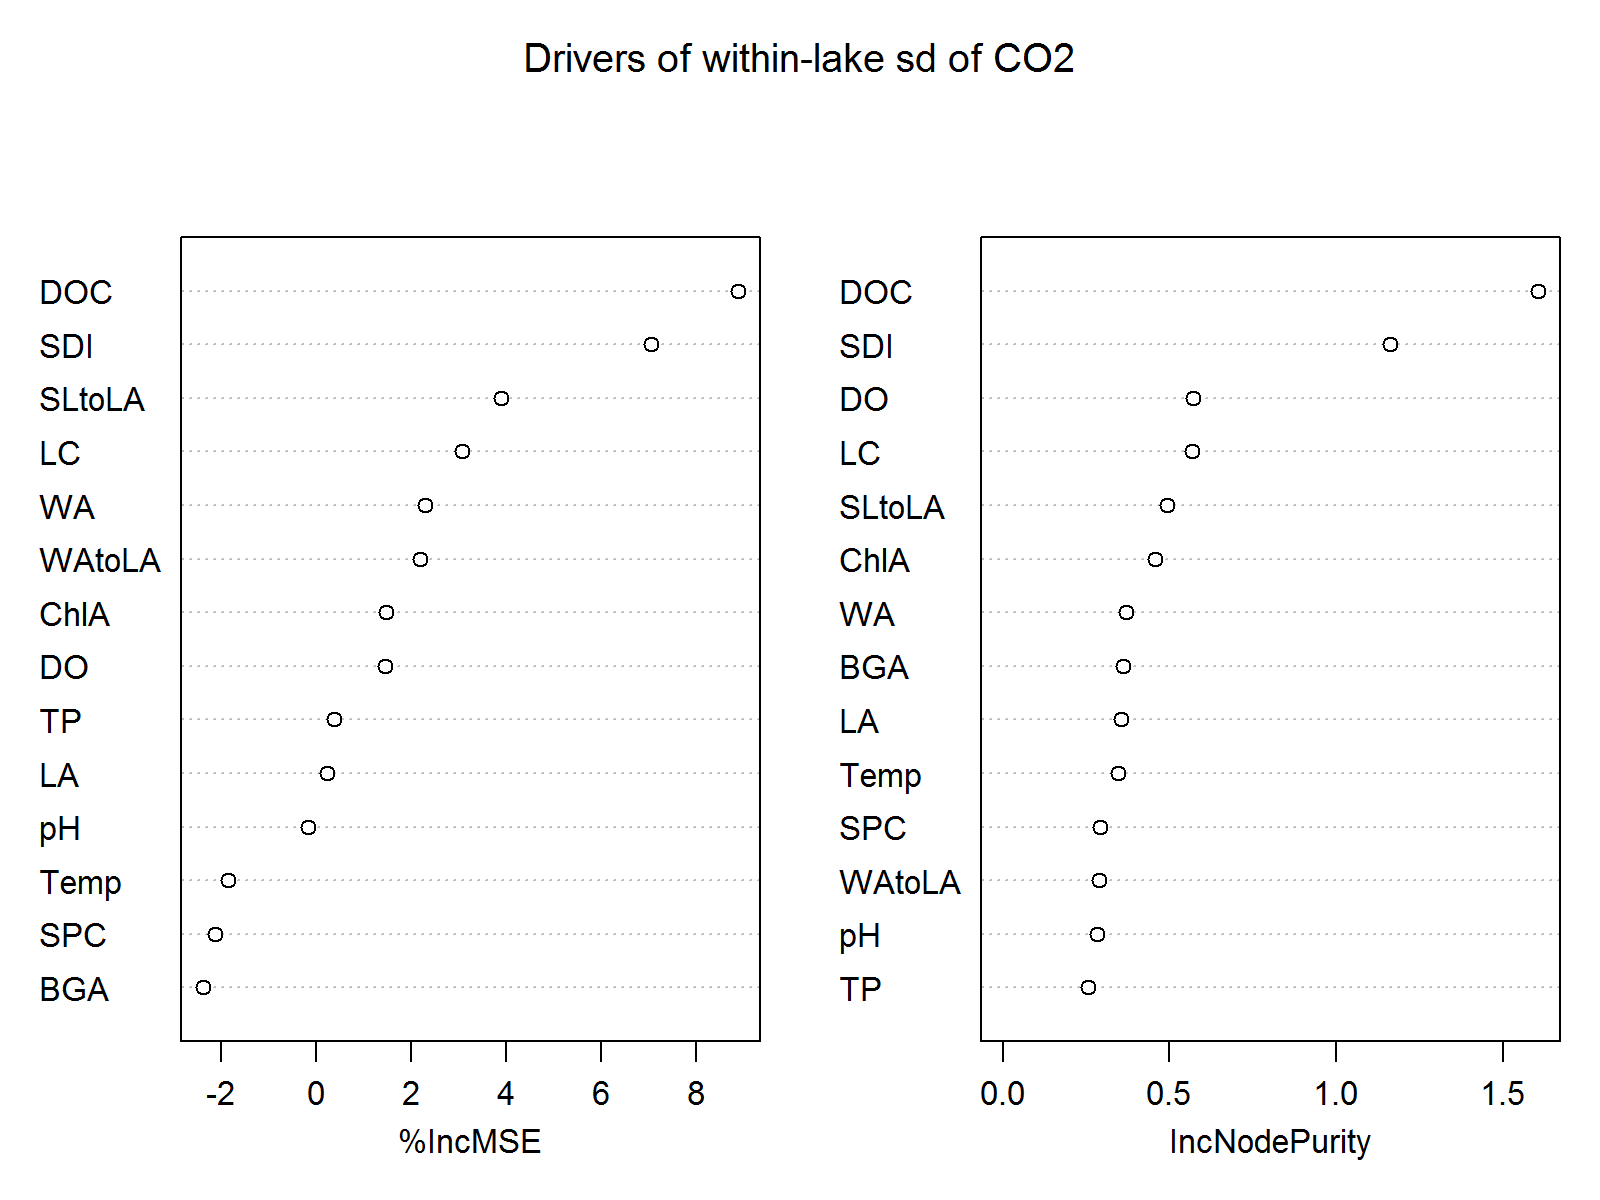 Drivers of within-lake sd of CO2
DOC
SDI
SLtoLA
LC
WA
WAtoLA
ChlA
DO
TP
LA
pH
Temp
SPC
BGA
-2 0 2 4 6 8
%IncMSE
DOC
SDI
DO
LC
SLtoLA
ChlA
WA
BGA
LA
Temp
SPC
WAtoLA
pH
TP
0.0 0.5 1.0 1.5
IncNodePurity